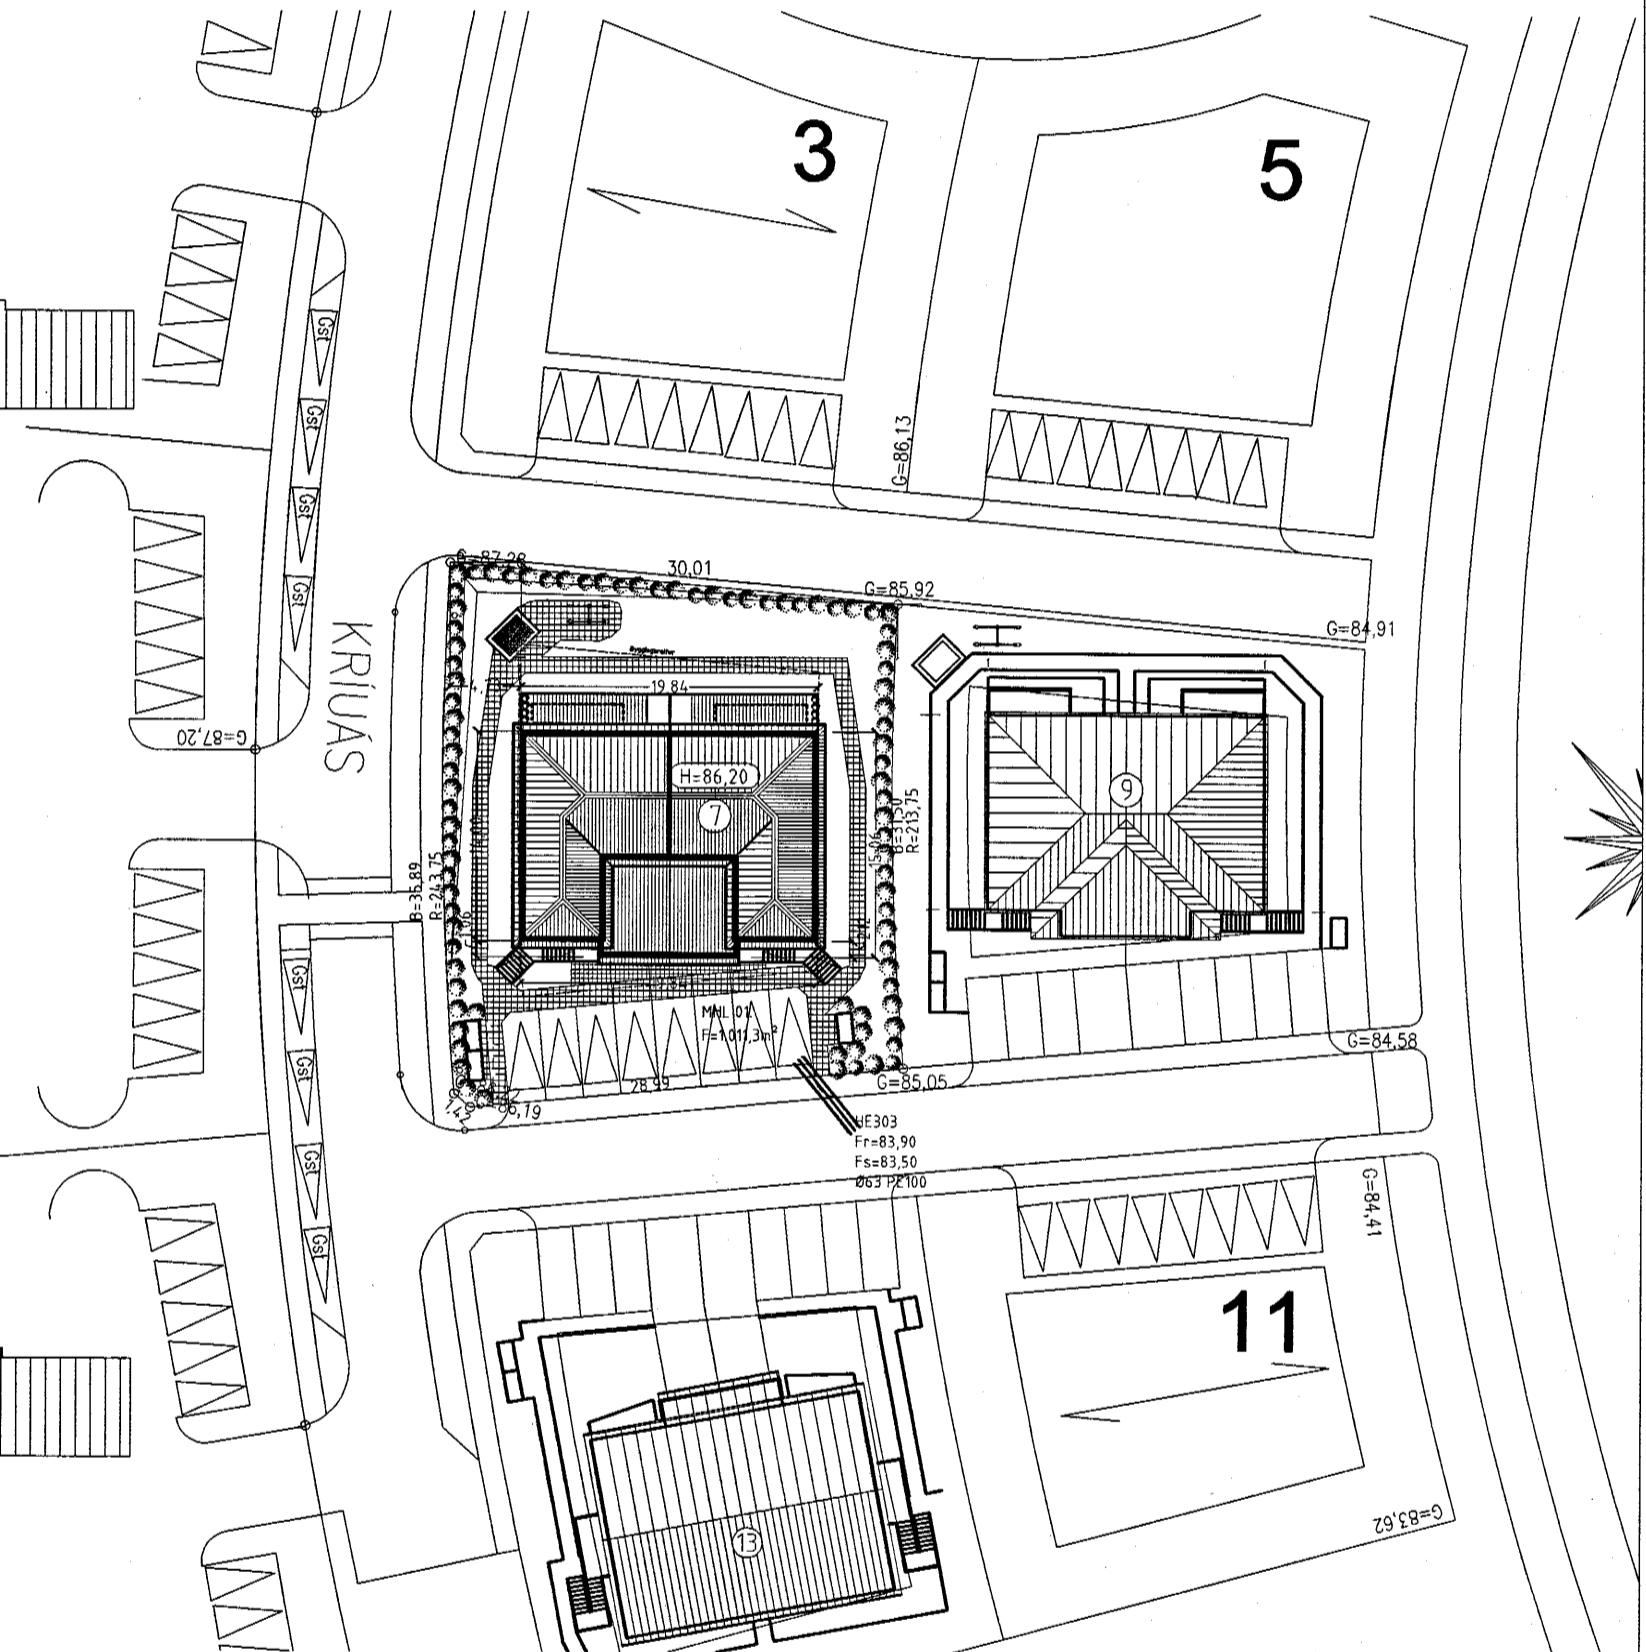 3
5
Gst
Gst
Gst
Gst
G=86,13
30,01
G=85,92
G=84,91
KRÍUÁS
G=87,20
19.84
H=86,20
7
9
R=213,75
B=35,89
R=243,75
MHL 01
F=1.011,3m²
28,99
G=85,05
G=84,58
HE303
Fr=83,90
Fs=83,50
Ø63 PE100
Gst
Gst
Gst
Gst
G=84,41
11
G=83,62
13